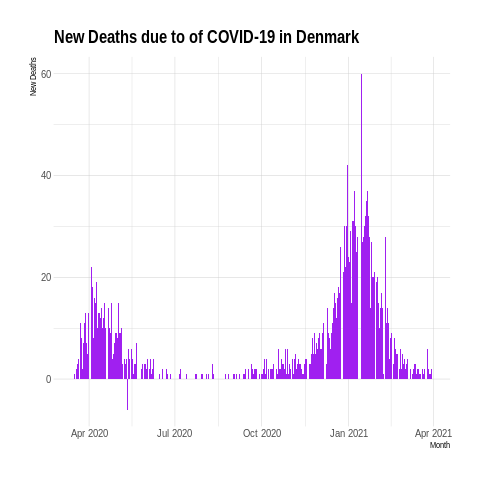 New Deaths due to of COVID-19 in Denmark
New Deaths
60
40
20
0
Apr 2020 Jul 2020 Oct 2020 Jan 2021 Apr 2021
Month